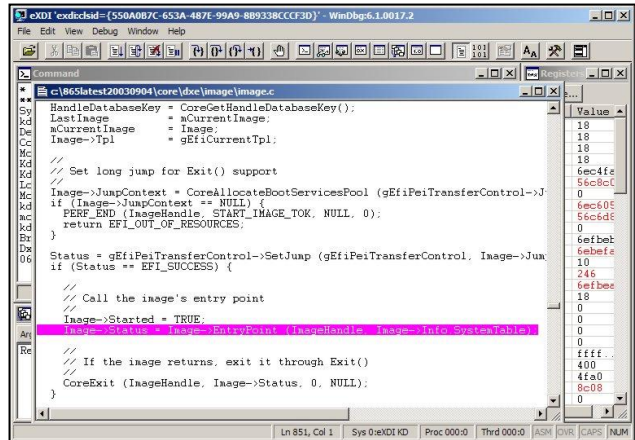 eXDI 'exdi:clsid={550A0B7C-653A-487E-99A9-8B9338CCCF3D}' - WinDbg:6.1.0017.2
File Edit View Debug Window Help
Command
Registers
c:\865latest20030904\core\dxe\image\image.c
HandleDatabaseKey = CoreGetHandleDatabaseKey();
LastImage = mCurrentImage;
mCurrentImage = Image;
Image->Tpl = gEfiCurrentTpl;
//
// Set long jump for Exit() support
//
Image->JumpContext = CoreAllocateBootServicesPool (gEfiPeiTransferControl->J
if (Image->JumpContext == NULL) {
PERF_END (ImageHandle, START_IMAGE_TOK, NULL, 0);
return EFI_OUT_OF_RESOURCES;
}
Status = gEfiPeiTransferControl->SetJump (gEfiPeiTransferControl, Image->Jum
if (Status == EFI_SUCCESS) {
//
// Call the image's entry point
//
Image->Started = TRUE;
Image->Status = Image->EntryPoint (ImageHandle, Image->Info.SystemTable)
//
// If the image returns, exit it through Exit()
//
CoreExit (ImageHandle, Image->Status, 0, NULL);
}
Value
18
18
18
18
6ec4fa
56c8c0
0
6ec605
56c6d8
0
6efbeb
6ebefa
10
246
6efbea
18
0
0
0
0
ffff..
400
4fa0
8c08
0
Ln 851, Col 1 Sys 0:eXDI KD Proc 000:0 Thrd 000:0 ASM OVR CAPS NUM